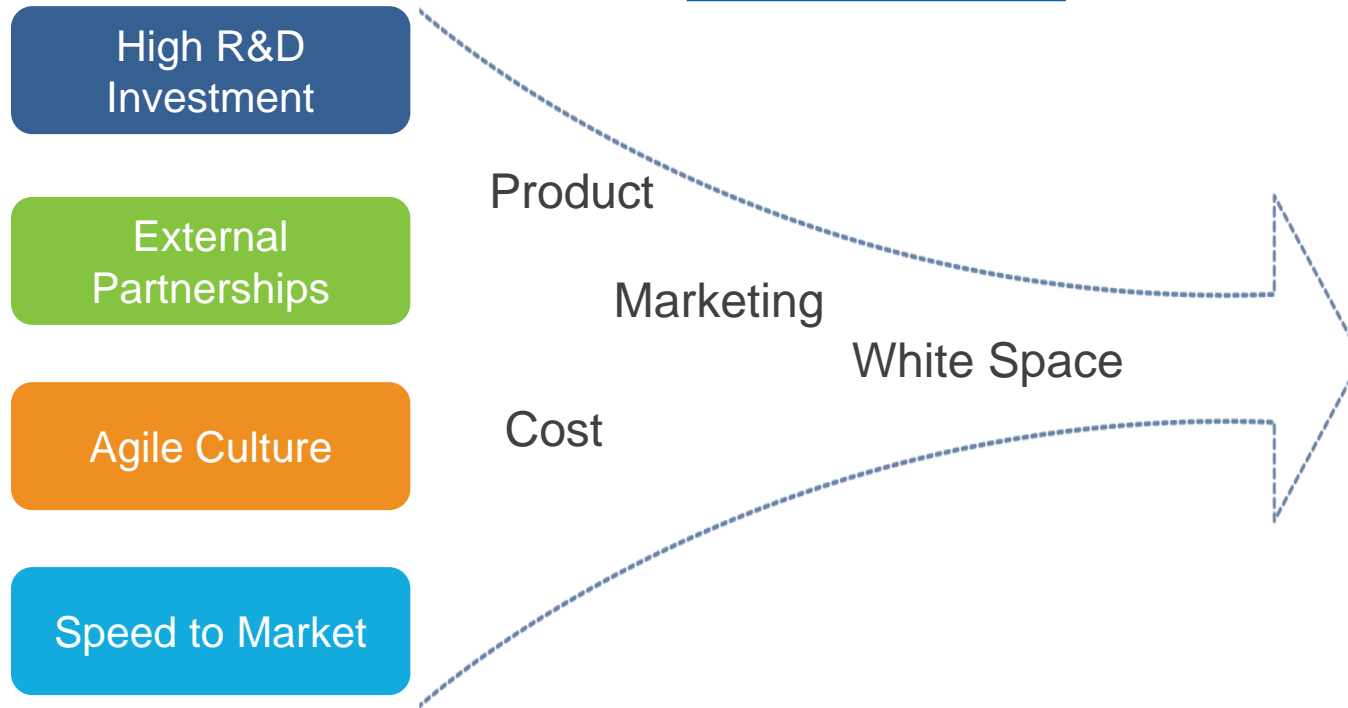 High R&D
Investment
Product
External
Partnerships
Marketing
White Space
Cost
Agile Culture
Speed to Market